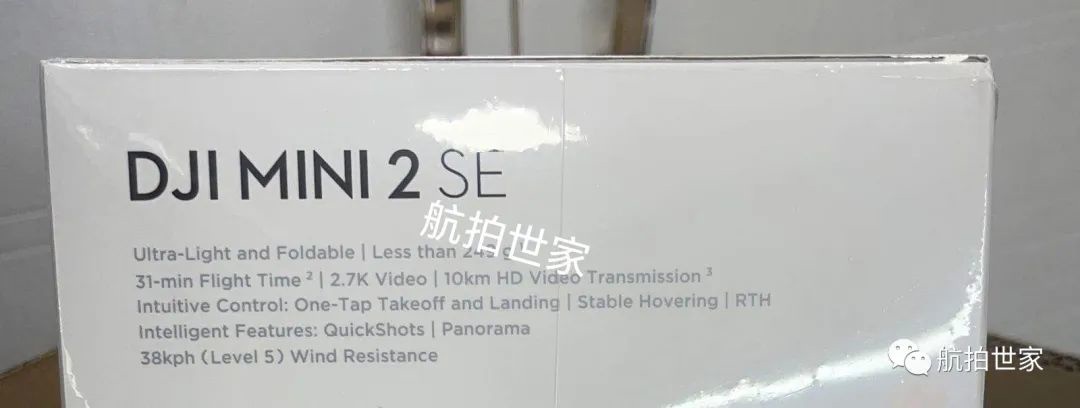 DJI MINI 2 SE
航拍世家
Ultra-Light and Foldable | Less than 249 g
31-min Flight Time ² | 2.7K Video | 10km HD Video Transmission ³
Intuitive Control: One-Tap Takeoff and Landing | Stable Hovering | RTH
Intelligent Features: QuickShots | Panorama
38kph (Level 5) Wind Resistance
航拍世家